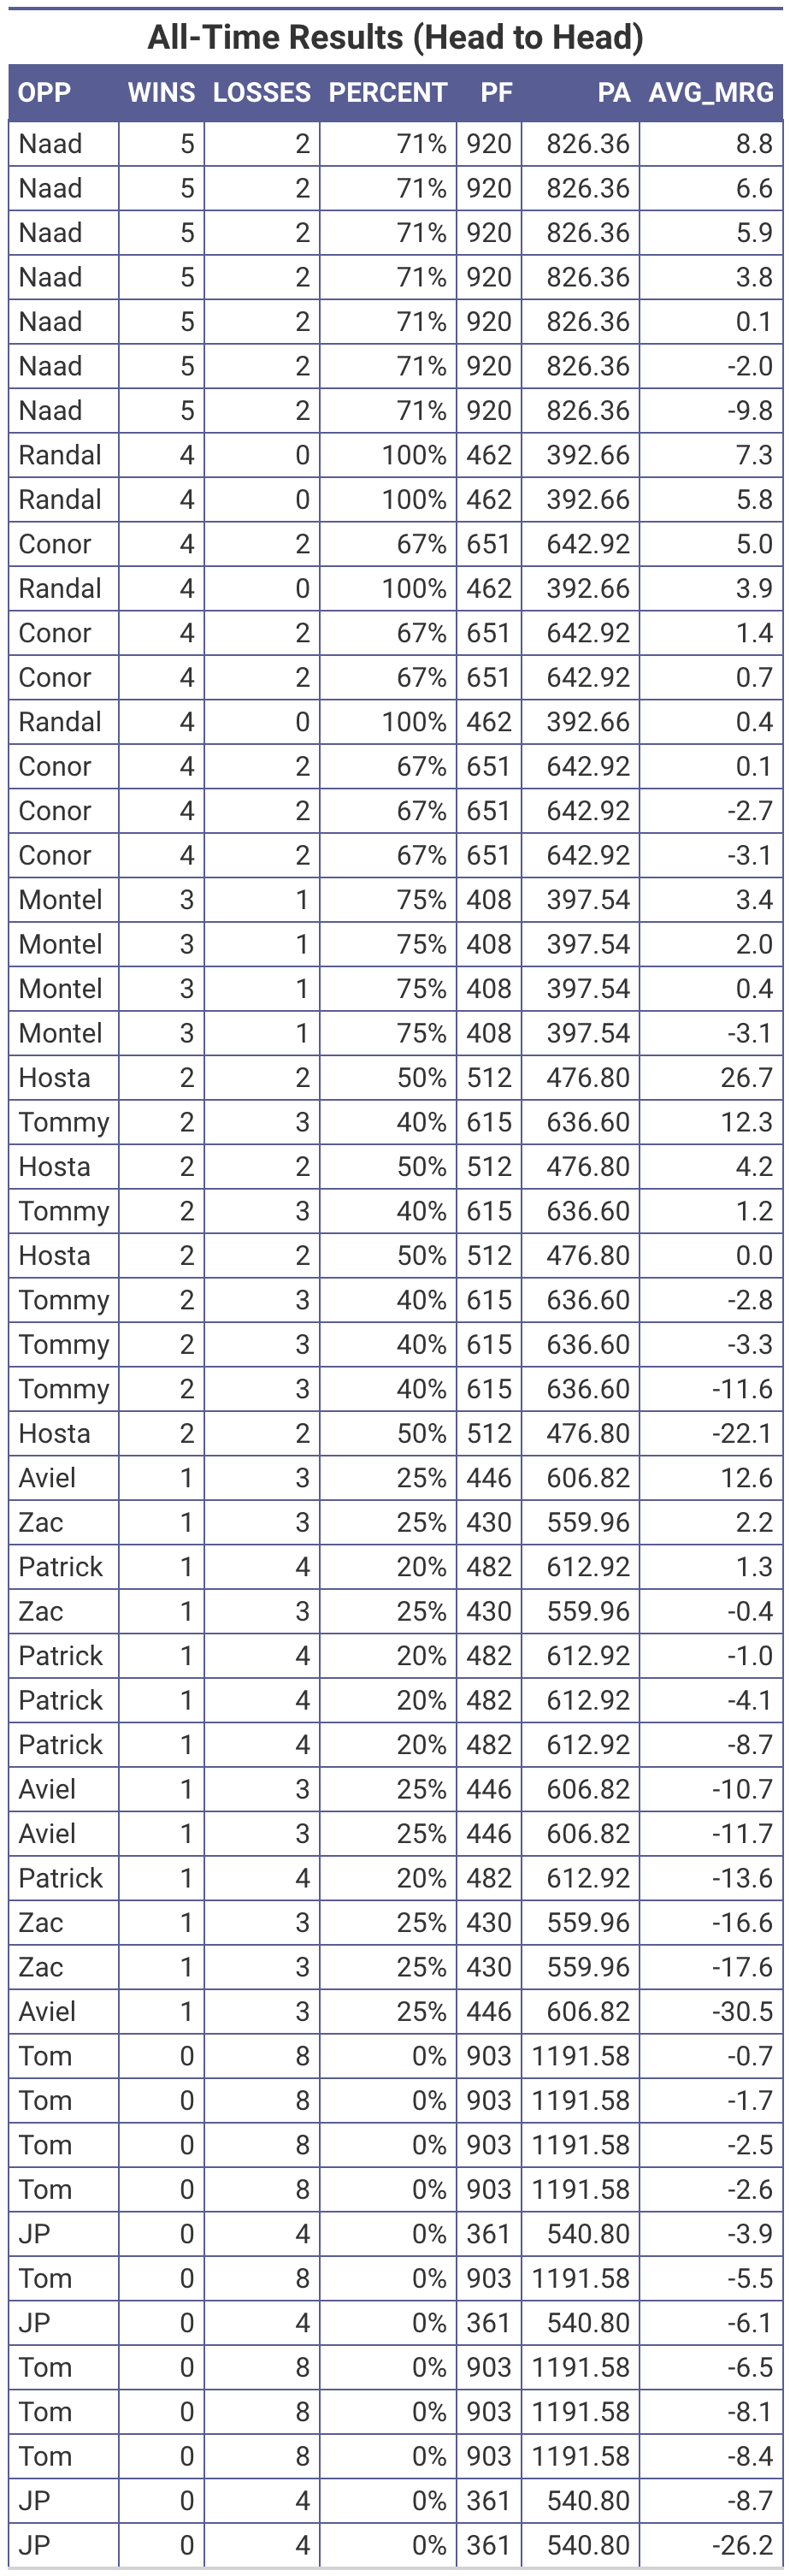 All-Time Results (Head to Head)
OPP WINS LOSSES PERCENT PF PA AVG_MRG
Naad 5 2 71% 920 826.36 8.8
Naad 5 2 71% 920 826.36 6.6
Naad 5 2 71% 920 826.36 5.9
Naad 5 2 71% 920 826.36 3.8
Naad 5 2 71% 920 826.36 0.1
Naad 5 2 71% 920 826.36 -2.0
Naad 5 2 71% 920 826.36 -9.8
Randal 4 0 100% 462 392.66 7.3
Randal 4 0 100% 462 392.66 5.8
Conor 4 2 67% 651 642.92 5.0
Randal 4 0 100% 462 392.66 3.9
Conor 4 2 67% 651 642.92 1.4
Conor 4 2 67% 651 642.92 0.7
Randal 4 0 100% 462 392.66 0.4
Conor 4 2 67% 651 642.92 0.1
Conor 4 2 67% 651 642.92 -2.7
Conor 4 2 67% 651 642.92 -3.1
Montel 3 1 75% 408 397.54 3.4
Montel 3 1 75% 408 397.54 2.0
Montel 3 1 75% 408 397.54 0.4
Montel 3 1 75% 408 397.54 -3.1
Hosta 2 2 50% 512 476.80 26.7
Tommy 2 3 40% 615 636.60 12.3
Hosta 2 2 50% 512 476.80 4.2
Tommy 2 3 40% 615 636.60 1.2
Hosta 2 2 50% 512 476.80 0.0
Tommy 2 3 40% 615 636.60 -2.8
Tommy 2 3 40% 615 636.60 -3.3
Tommy 2 3 40% 615 636.60 -11.6
Hosta 2 2 50% 512 476.80 -22.1
Aviel 1 3 25% 446 606.82 12.6
Zac 1 3 25% 430 559.96 2.2
Patrick 1 4 20% 482 612.92 1.3
Zac 1 3 25% 430 559.96 -0.4
Patrick 1 4 20% 482 612.92 -1.0
Patrick 1 4 20% 482 612.92 -4.1
Patrick 1 4 20% 482 612.92 -8.7
Aviel 1 3 25% 446 606.82 -10.7
Aviel 1 3 25% 446 606.82 -11.7
Patrick 1 4 20% 482 612.92 -13.6
Zac 1 3 25% 430 559.96 -16.6
Zac 1 3 25% 430 559.96 -17.6
Aviel 1 3 25% 446 606.82 -30.5
Tom 0 8 0% 903 1191.58 -0.7
Tom 0 8 0% 903 1191.58 -1.7
Tom 0 8 0% 903 1191.58 -2.5
Tom 0 8 0% 903 1191.58 -2.6
JP 0 4 0% 361 540.80 -3.9
Tom 0 8 0% 903 1191.58 -5.5
JP 0 4 0% 361 540.80 -6.1
Tom 0 8 0% 903 1191.58 -6.5
Tom 0 8 0% 903 1191.58 -8.1
Tom 0 8 0% 903 1191.58 -8.4
JP 0 4 0% 361 540.80 -8.7
JP 0 4 0% 361 540.80 -26.2